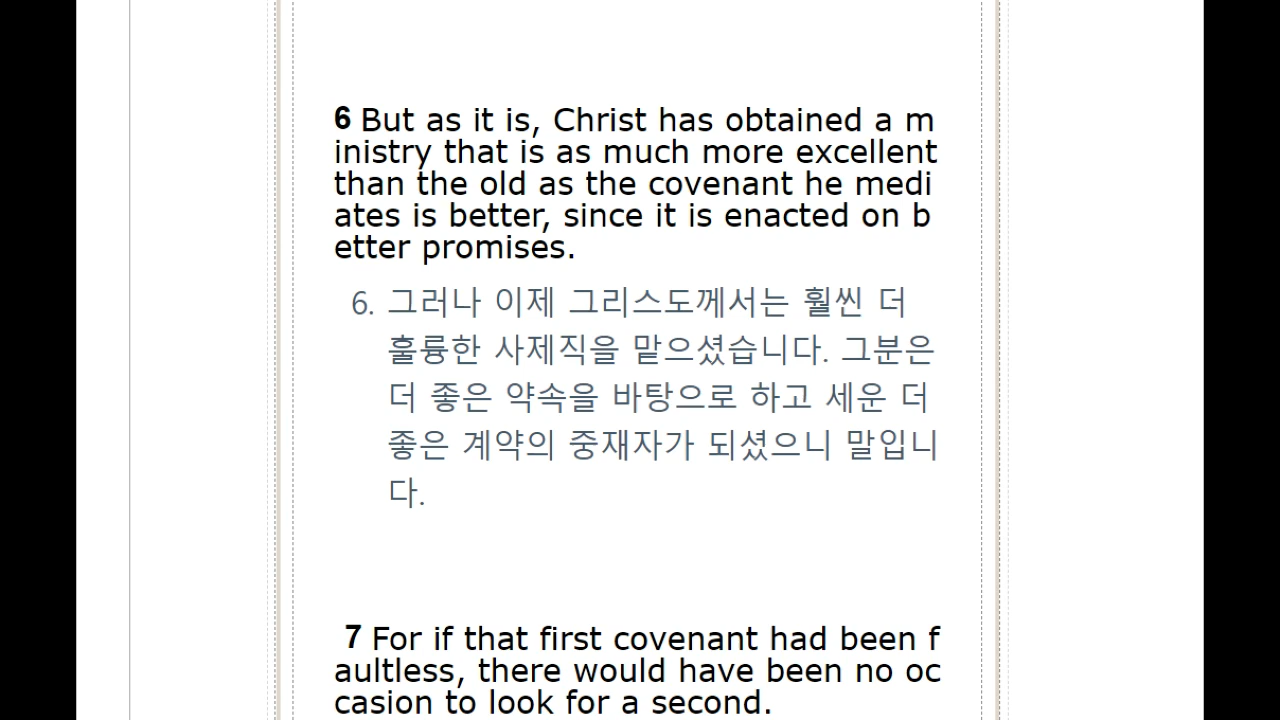 6 But as it is, Christ has obtained a m
inistry that is as much more excellent
than the old as the covenant he medi
ates is better, since it is enacted on b
etter promises.
6. 그러나 이제 그리스도께서는 훨씬 더
훌륭한 사제직을 맡으셨습니다. 그분은
더 좋은 약속을 바탕으로 하고 세운 더
좋은 계약의 중재자가 되셨으니 말입니
다.
7 For if that first covenant had been f
aultless, there would have been no oc
casion to look for a second.